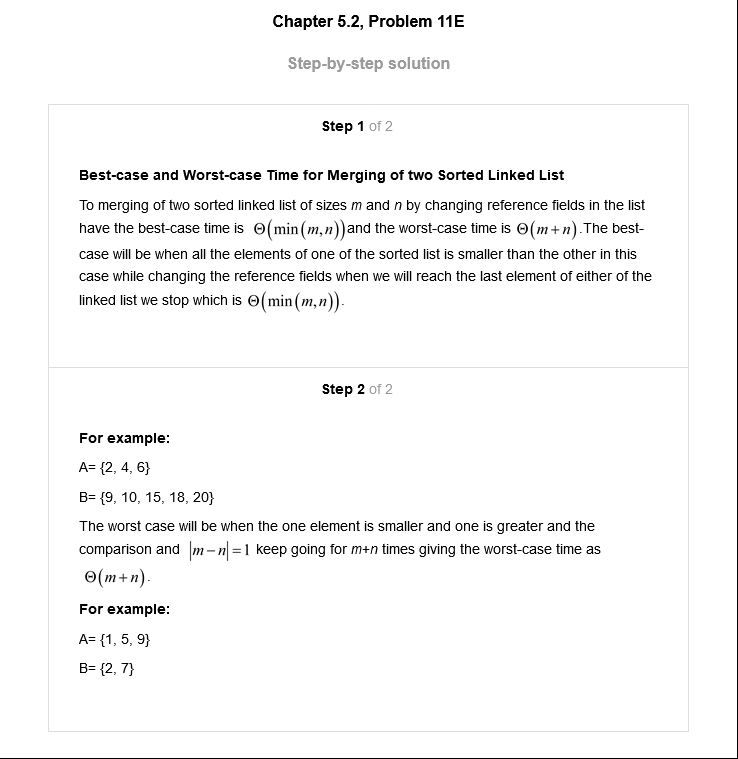 Chapter 5.2, Problem 11E
Step-by-step solution
Step 1 of 2
Best-case and Worst-case Time for Merging of two Sorted Linked List
To merging of two sorted linked list of sizes m and n by changing reference fields in the list
have the best-case time is Θ(min(m,n))and the worst-case time is Θ(m+n).The best-
case will be when all the elements of one of the sorted list is smaller than the other in this
case while changing the reference fields when we will reach the last element of either of the
linked list we stop which is Θ(min(m,n)).
Step 2 of 2
For example:
A= {2, 4, 6}
B= {9, 10, 15, 18, 20}
The worst case will be when the one element is smaller and one is greater and the
comparison and |m−n|=1 keep going for m+n times giving the worst-case time as
Θ(m+n).
For example:
A= {1, 5, 9}
B= {2, 7}